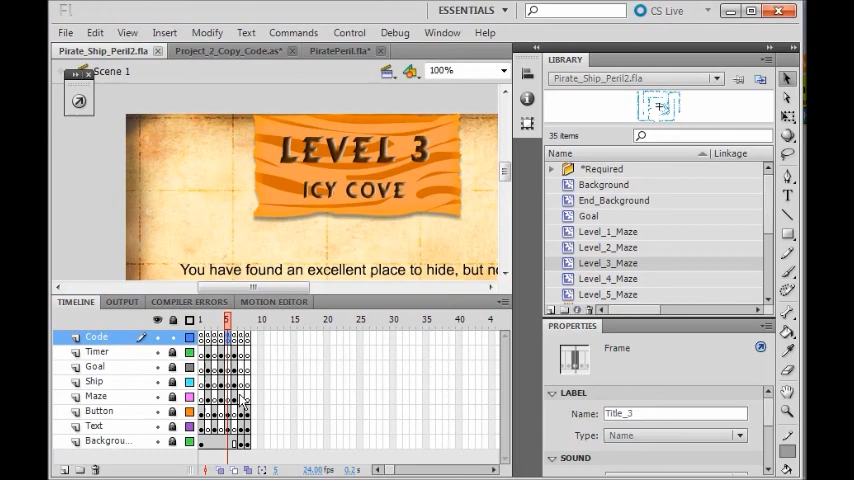 Fl
ESSENTIALS
CS Live
File
Edit
View
Insert
Modify
Text
Commands
Control
Debug
Window
Help
Pirate_Ship_Peril2.fla
Project_2_Copy_Code.as*
PiratePeril.fla*
Scene 1
100%
LEVEL 3
ICY COVE
You have found an excellent place to hide, but no
TIMELINE
OUTPUT
COMPILER ERRORS
MOTION EDITOR
1 5 10 15 20 25 30 35 40 4
Code
Timer
Goal
Ship
Maze
Button
Text
Backgrou...
5
24.00 fps
0.2 s
LIBRARY
Pirate_Ship_Peril2.fla
35 items
Name
Linkage
*Required
Background
End_Background
Goal
Level_1_Maze
Level_2_Maze
Level_3_Maze
Level_4_Maze
Level_5_Maze
PROPERTIES
Frame
LABEL
Name: Title_3
Type: Name
SOUND